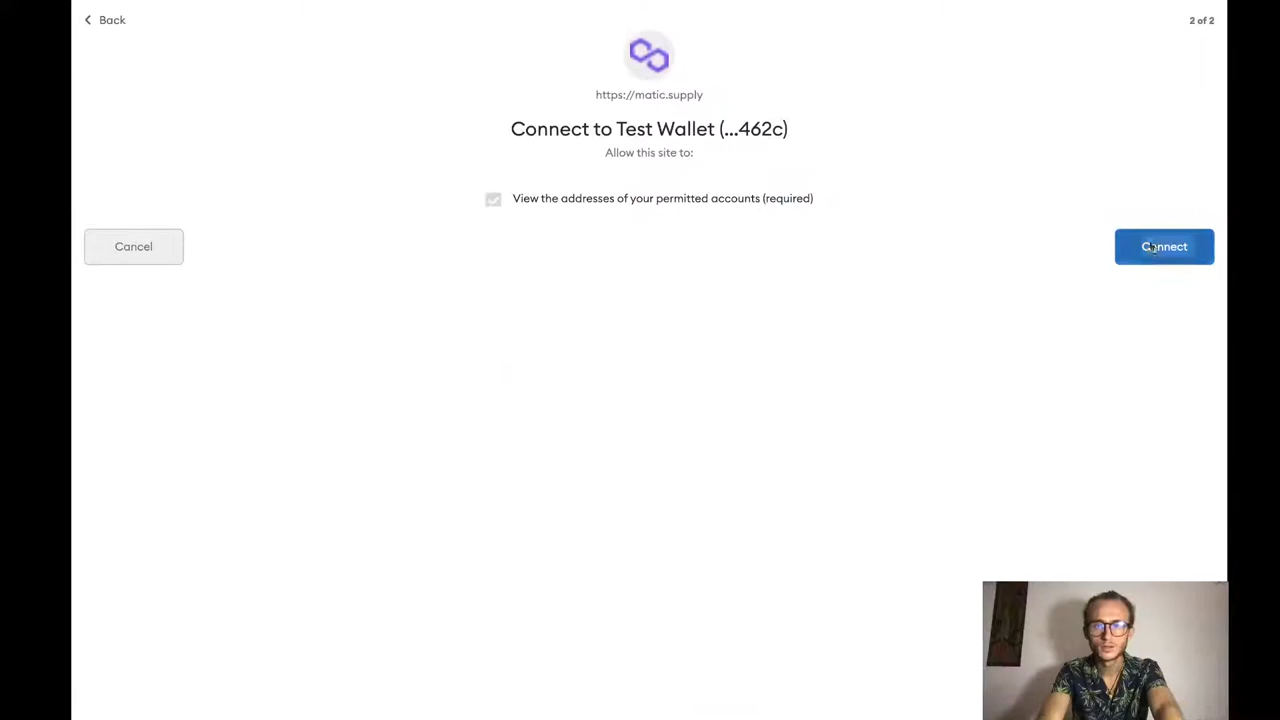 Back
2 of 2
https://matic.supply
Connect to Test Wallet (...462c)
Allow this site to:
View the addresses of your permitted accounts (required)
Cancel
Connect